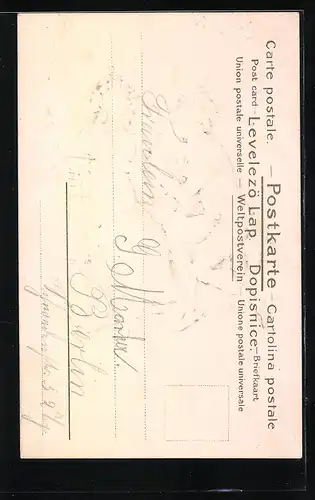 Carte postale. — Postkarte — Cartolina postale
Post card — Levelező Lap — Dopisnice. — Briefkaart
Union postale universelle — Weltpostverein — Unione postale universale
Fräulein
G.
Berlin